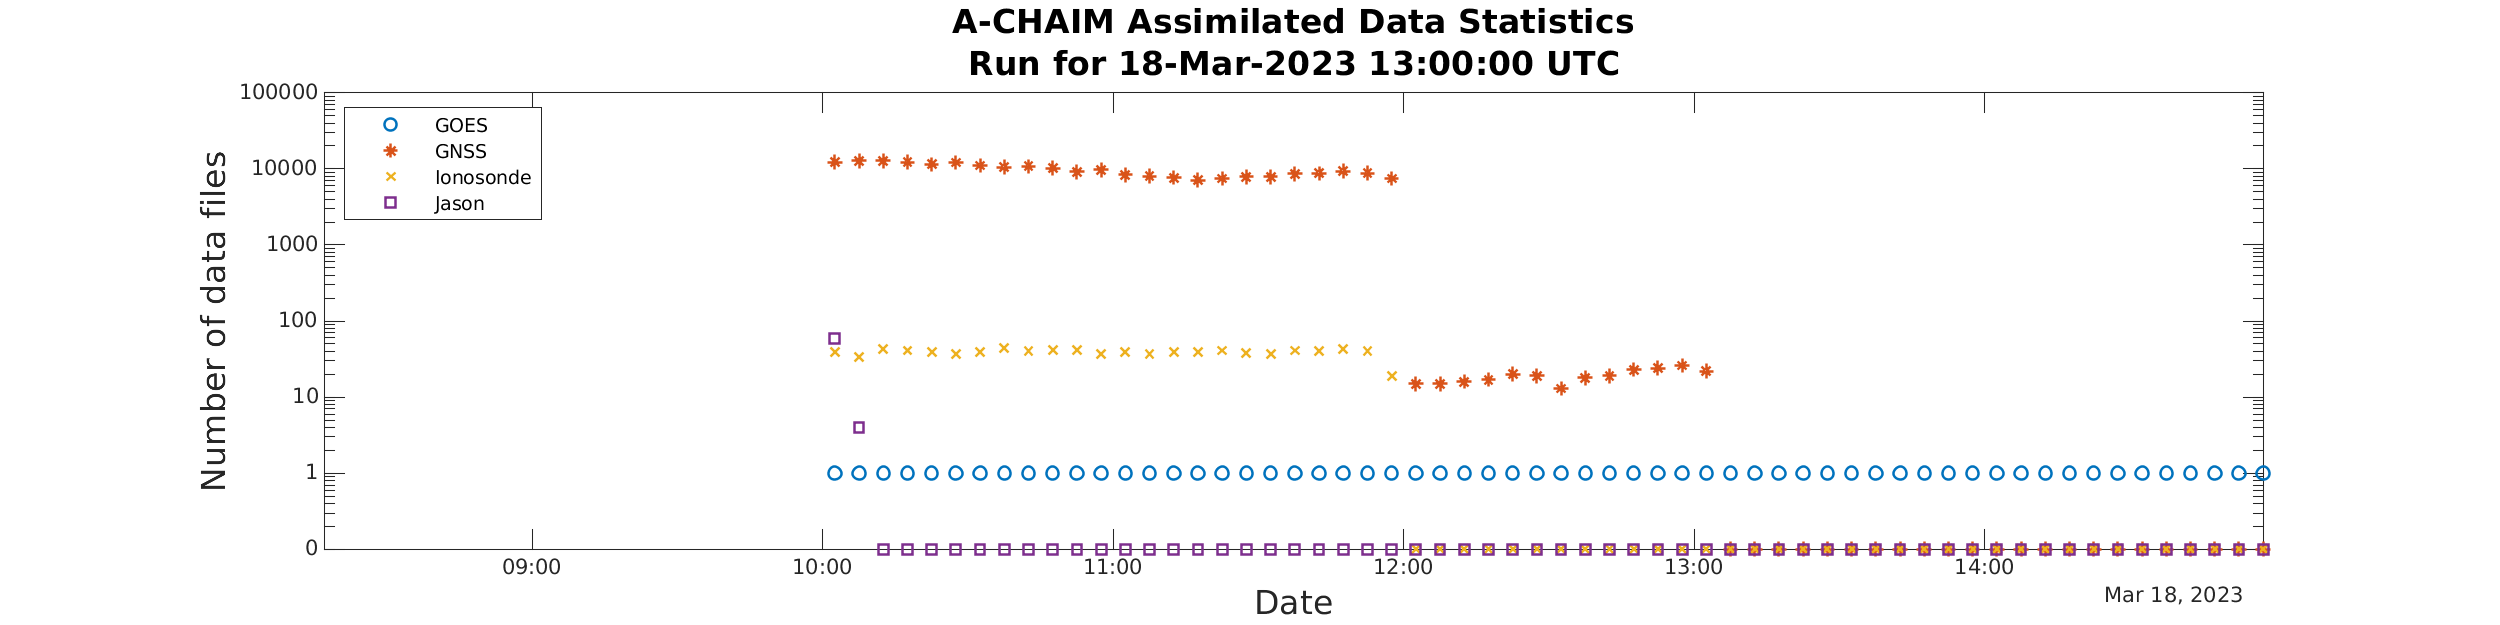 A-CHAIM Assimilated Data Statistics
Run for 18-Mar-2023 13:00:00 UTC
Number of data files
100000
10000
1000
100
10
1
0
GOES
GNSS
Ionosonde
Jason
09:00 10:00 11:00 12:00 13:00 14:00
Date
Mar 18, 2023